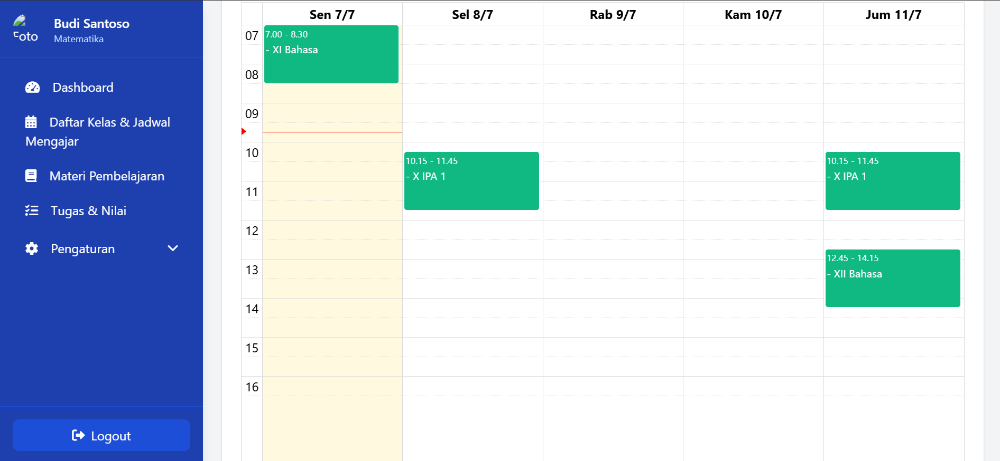 Foto
Budi Santoso
Matematika
Dashboard
Daftar Kelas & Jadwal
Mengajar
Materi Pembelajaran
Tugas & Nilai
Pengaturan
Logout
Sen 7/7
Sel 8/7
Rab 9/7
Kam 10/7
Jum 11/7
07
7.00 - 8.30
- XI Bahasa
08
09
10
10.15 - 11.45
- X IPA 1
10.15 - 11.45
- X IPA 1
11
12
12.45 - 14.15
- XII Bahasa
13
14
15
16